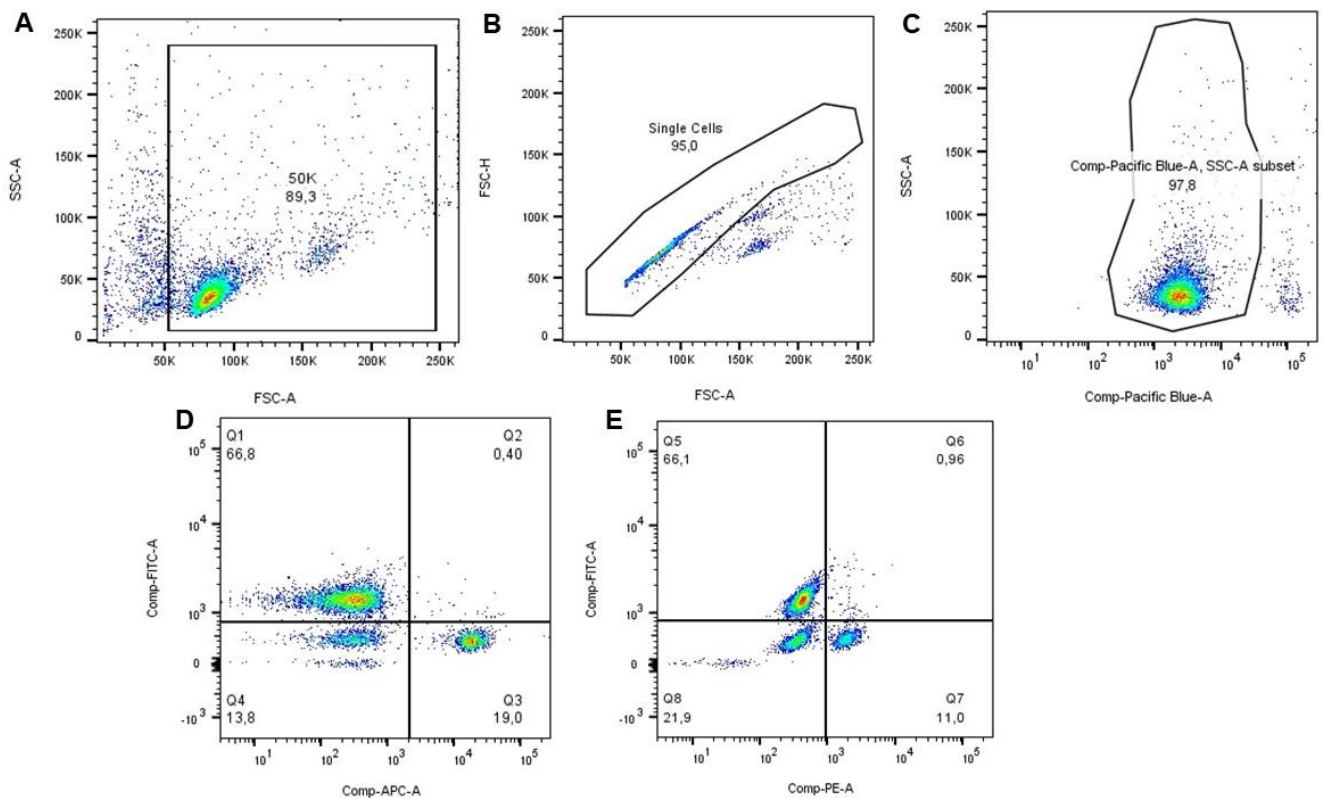 A
250K
200K
150K
100K
50K
0
SSC-A
50K
89,3
50K 100K 150K 200K 250K
FSC-A
B
250K
200K
150K
100K
50K
0
FSC-H
Single Cells
95,0
50K 100K 150K 200K 250K
FSC-A
C
250K
200K
150K
100K
50K
0
SSC-A
Comp-Pacific Blue-A, SSC-A subset
97,8
10^1 10^2 10^3 10^4 10^5
Comp-Pacific Blue-A
D
10^5
10^4
10^3
0
-10^3
Comp-FITC-A
Q1
66,8
Q2
0,40
Q4
13,8
Q3
19,0
10^1 10^2 10^3 10^4 10^5
Comp-APC-A
E
10^5
10^4
10^3
0
-10^3
Comp-FITC-A
Q5
66,1
Q6
0,96
Q8
21,9
Q7
11,0
10^1 10^2 10^3 10^4 10^5
Comp-PE-A